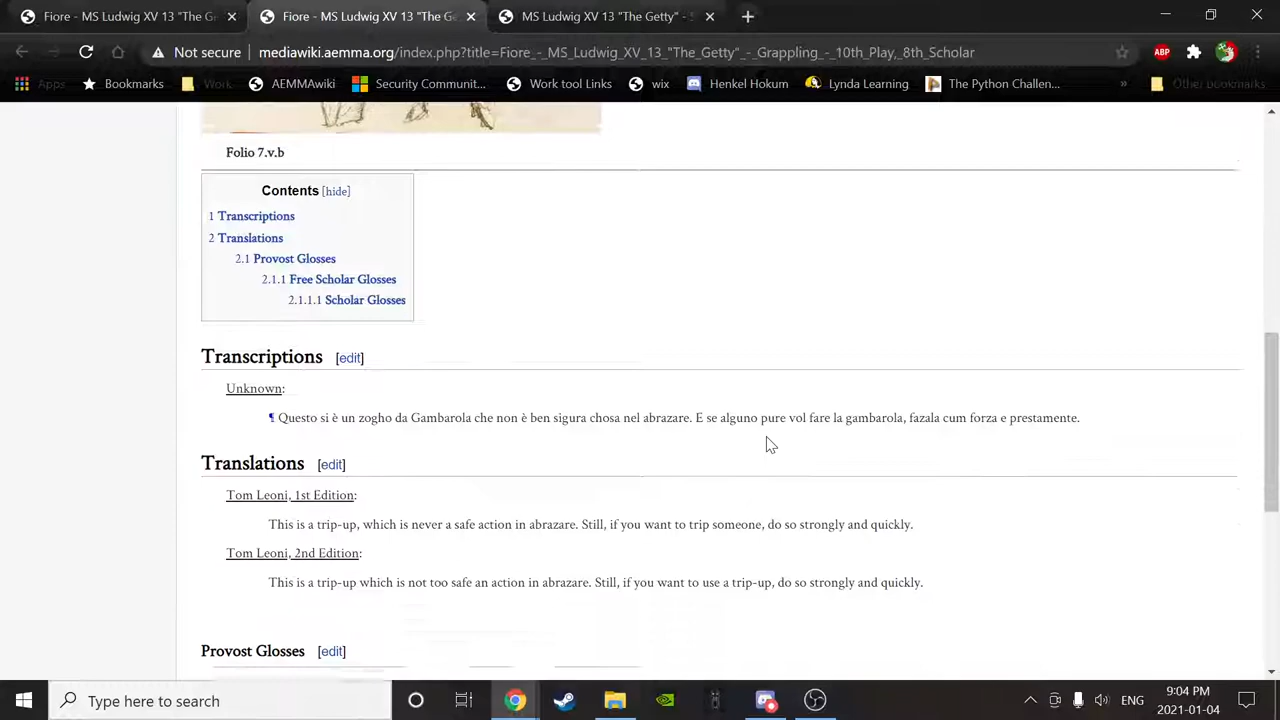 Fiore - MS Ludwig XV 13 "The G
Fiore - MS Ludwig XV 13 "The Ge
MS Ludwig XV 13 "The Getty" -
Not secure mediawiki.aemma.org/index.php?title=Fiore_-_MS_Ludwig_XV_13_"The_Getty"_-_Grappling_-_10th_Play,_8th_Scholar
ABP
Apps Bookmarks Work AEMMAwiki Security Communit... Work tool Links wix Henkel Hokum Lynda Learning The Python Challen... » Other bookmarks
Folio 7.v.b
Contents [hide]
1 Transcriptions
2 Translations
2.1 Provost Glosses
2.1.1 Free Scholar Glosses
2.1.1.1 Scholar Glosses
Transcriptions [edit]
Unknown:
¶ Questo si è un zogho da Gambarola che non è ben sigura chosa nel abrazare. E se alguno pure vol fare la gambarola, fazala cum forza e prestamente.
Translations [edit]
Tom Leoni, 1st Edition:
This is a trip-up, which is never a safe action in abrazare. Still, if you want to trip someone, do so strongly and quickly.
Tom Leoni, 2nd Edition:
This is a trip-up which is not too safe an action in abrazare. Still, if you want to use a trip-up, do so strongly and quickly.
Provost Glosses [edit]
Type here to search
ENG
9:04 PM
2021-01-04